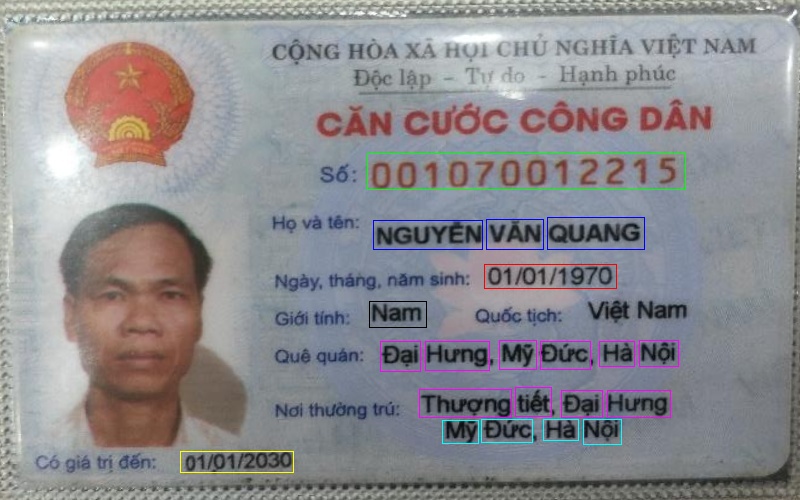 CỘNG HÒA XÃ HỘI CHỦ NGHĨA VIỆT NAM
Độc lập - Tự do - Hạnh phúc
CĂN CƯỚC CÔNG DÂN
Số: 001070012215
Họ và tên: NGUYỄN VĂN QUANG
Ngày, tháng, năm sinh: 01/01/1970
Giới tính: Nam Quốc tịch: Việt Nam
Quê quán: Đại Hưng, Mỹ Đức, Hà Nội
Nơi thường trú: Thượng tiết, Đại Hưng
Mỹ Đức, Hà Nội
Có giá trị đến: 01/01/2030